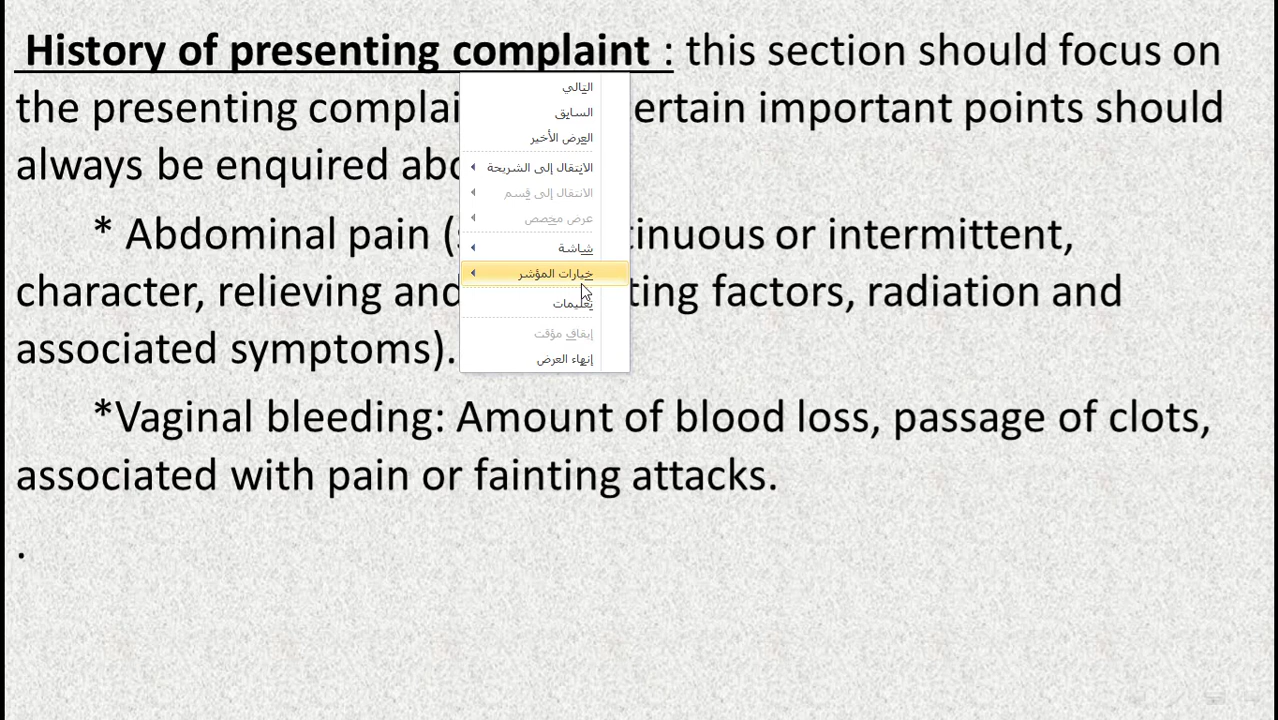 History of presenting complaint : this section should focus on
the presenting complai ertain important points should
always be enquired abo
* Abdominal pain ( tinuous or intermittent,
character, relieving and ting factors, radiation and
associated symptoms).
*Vaginal bleeding: Amount of blood loss, passage of clots,
associated with pain or fainting attacks.
.
التالي
السابق
العرض الأخير
الانتقال إلى الشريحة
الانتقال إلى قسم
عرض مخصص
شاشة
خيارات المؤشر
تعليمات
إيقاف مؤقت
إنهاء العرض